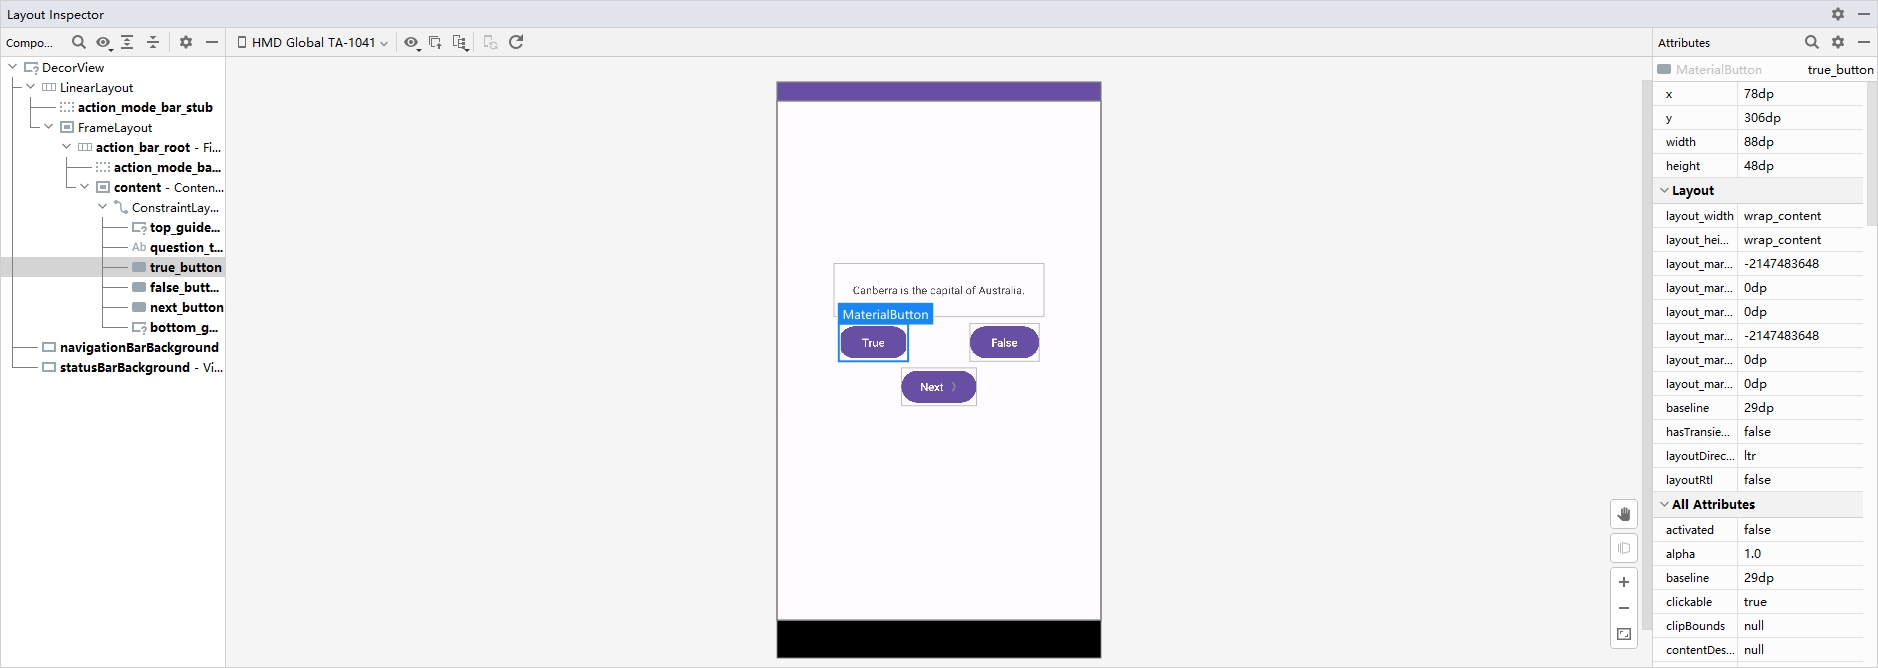 Layout Inspector
Compo...
HMD Global TA-1041
Attributes
DecorView
LinearLayout
action_mode_bar_stub
FrameLayout
action_bar_root - Fi...
action_mode_ba...
content - Conten...
ConstraintLay...
top_guide...
Ab question_t...
true_button
false_butt...
next_button
bottom_g...
navigationBarBackground
statusBarBackground - Vi...
Canberra is the capital of Australia.
MaterialButton
True
False
Next
MaterialButton true_button
x 78dp
y 306dp
width 88dp
height 48dp
Layout
layout_width wrap_content
layout_hei... wrap_content
layout_mar... -2147483648
layout_mar... 0dp
layout_mar... 0dp
layout_mar... -2147483648
layout_mar... 0dp
layout_mar... 0dp
baseline 29dp
hasTransie... false
layoutDirec... ltr
layoutRtl false
All Attributes
activated false
alpha 1.0
baseline 29dp
clickable true
clipBounds null
contentDes... null